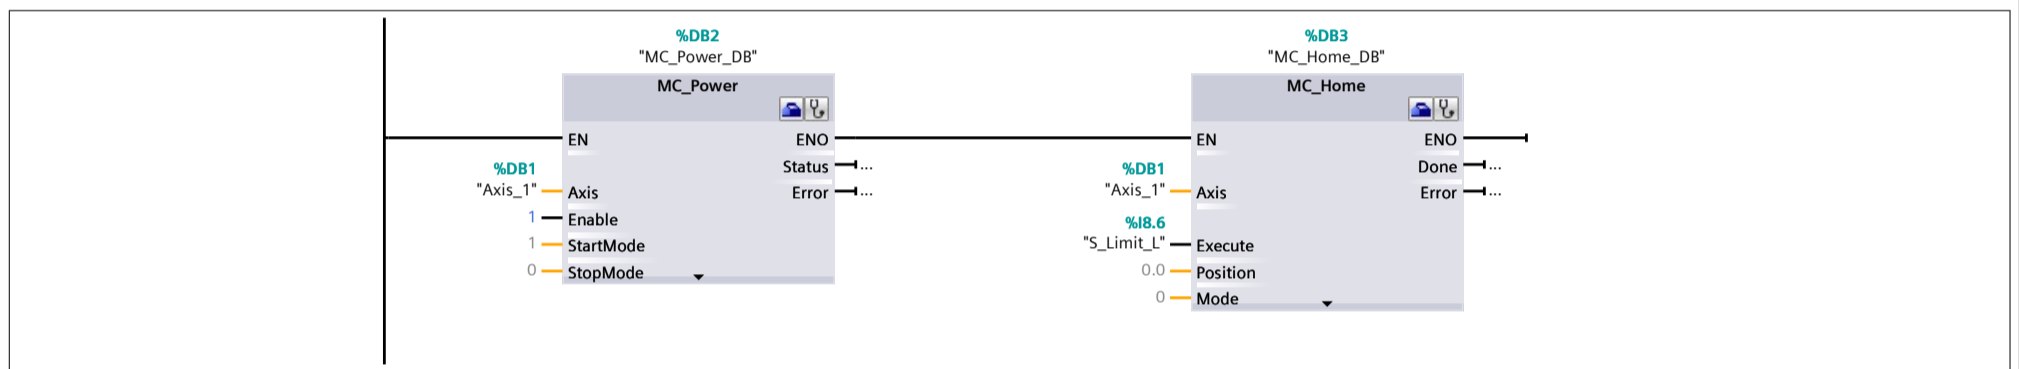 %DB2
"MC_Power_DB"
MC_Power
EN
ENO
Status
...
%DB1
"Axis_1"
Axis
Error
...
1
Enable
1
StartMode
0
StopMode
%DB3
"MC_Home_DB"
MC_Home
EN
ENO
Done
...
%DB1
"Axis_1"
Axis
Error
...
%I8.6
"S_Limit_L"
Execute
0.0
Position
0
Mode